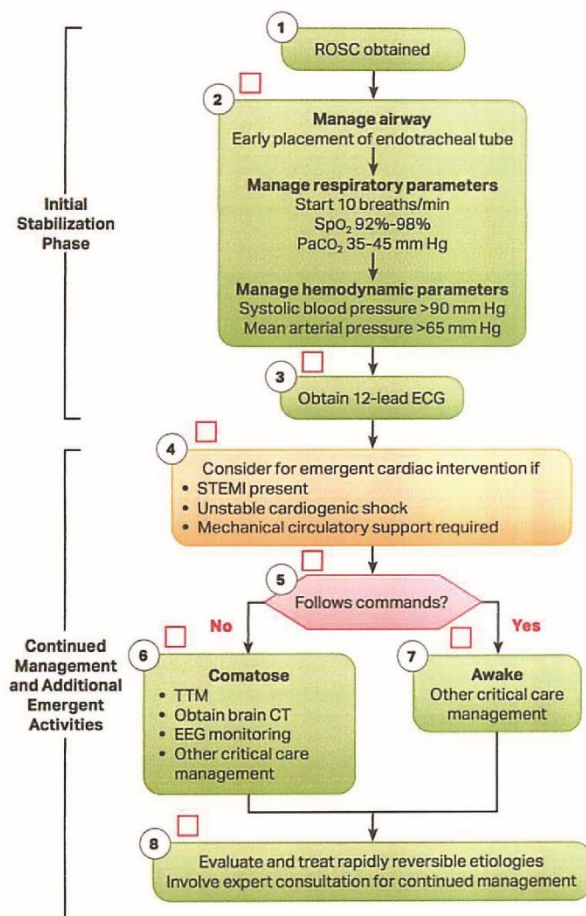 1
ROSC obtained
2
Manage airway
Early placement of endotracheal tube
Manage respiratory parameters
Start 10 breaths/min
SpO₂ 92%-98%
PaCO₂ 35-45 mm Hg
Manage hemodynamic parameters
Systolic blood pressure >90 mm Hg
Mean arterial pressure >65 mm Hg
Initial
Stabilization
Phase
3
Obtain 12-lead ECG
4
Consider for emergent cardiac intervention if
• STEMI present
• Unstable cardiogenic shock
• Mechanical circulatory support required
5
Follows commands?
No
Yes
6
Comatose
• TTM
• Obtain brain CT
• EEG monitoring
• Other critical care
management
7
Awake
Other critical care
management
Continued
Management
and Additional
Emergent
Activities
8
Evaluate and treat rapidly reversible etiologies
Involve expert consultation for continued management